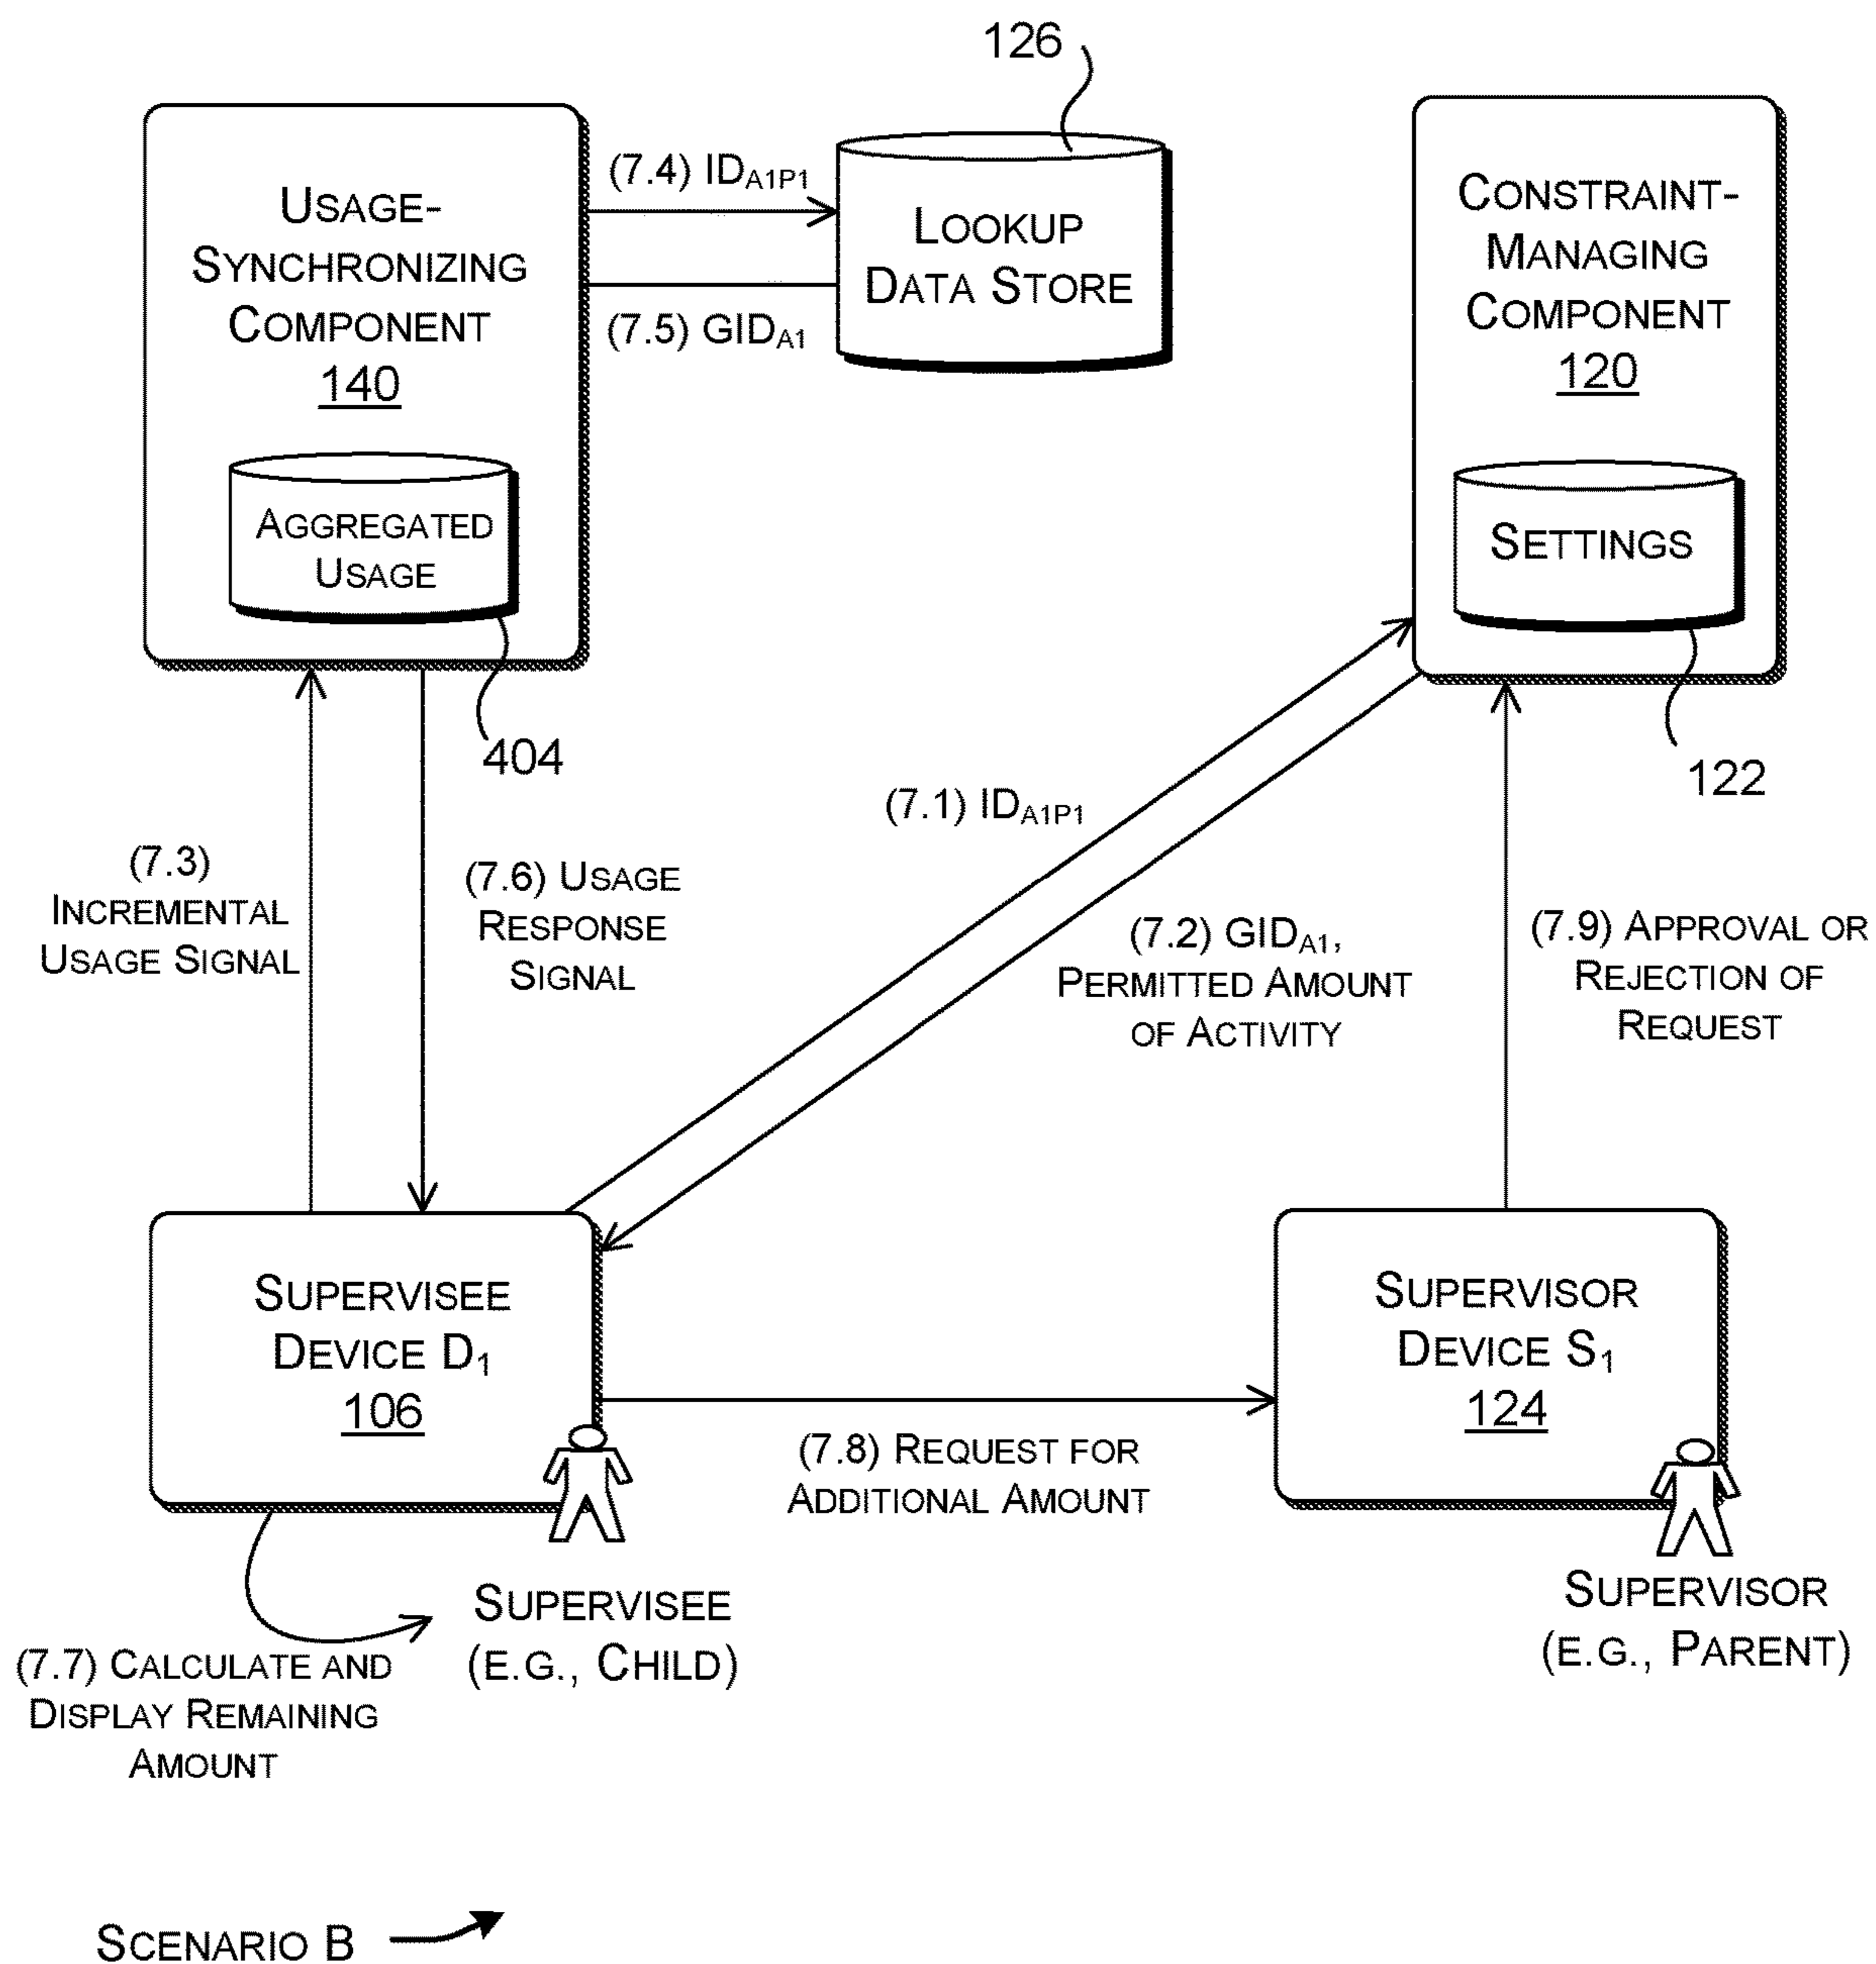 126
USAGE-
SYNCHRONIZING
COMPONENT
140
AGGREGATED
USAGE
404
(7.4) IDA1P1
(7.5) GIDA1
LOOKUP
DATA STORE
CONSTRAINT-
MANAGING
COMPONENT
120
SETTINGS
122
(7.1) IDA1P1
(7.3)
INCREMENTAL
USAGE SIGNAL
(7.6) USAGE
RESPONSE
SIGNAL
(7.2) GIDA1,
PERMITTED AMOUNT
OF ACTIVITY
(7.9) APPROVAL OR
REJECTION OF
REQUEST
SUPERVISEE
DEVICE D1
106
SUPERVISOR
DEVICE S1
124
(7.8) REQUEST FOR
ADDITIONAL AMOUNT
SUPERVISEE
(E.G., CHILD)
SUPERVISOR
(E.G., PARENT)
(7.7) CALCULATE AND
DISPLAY REMAINING
AMOUNT
SCENARIO B